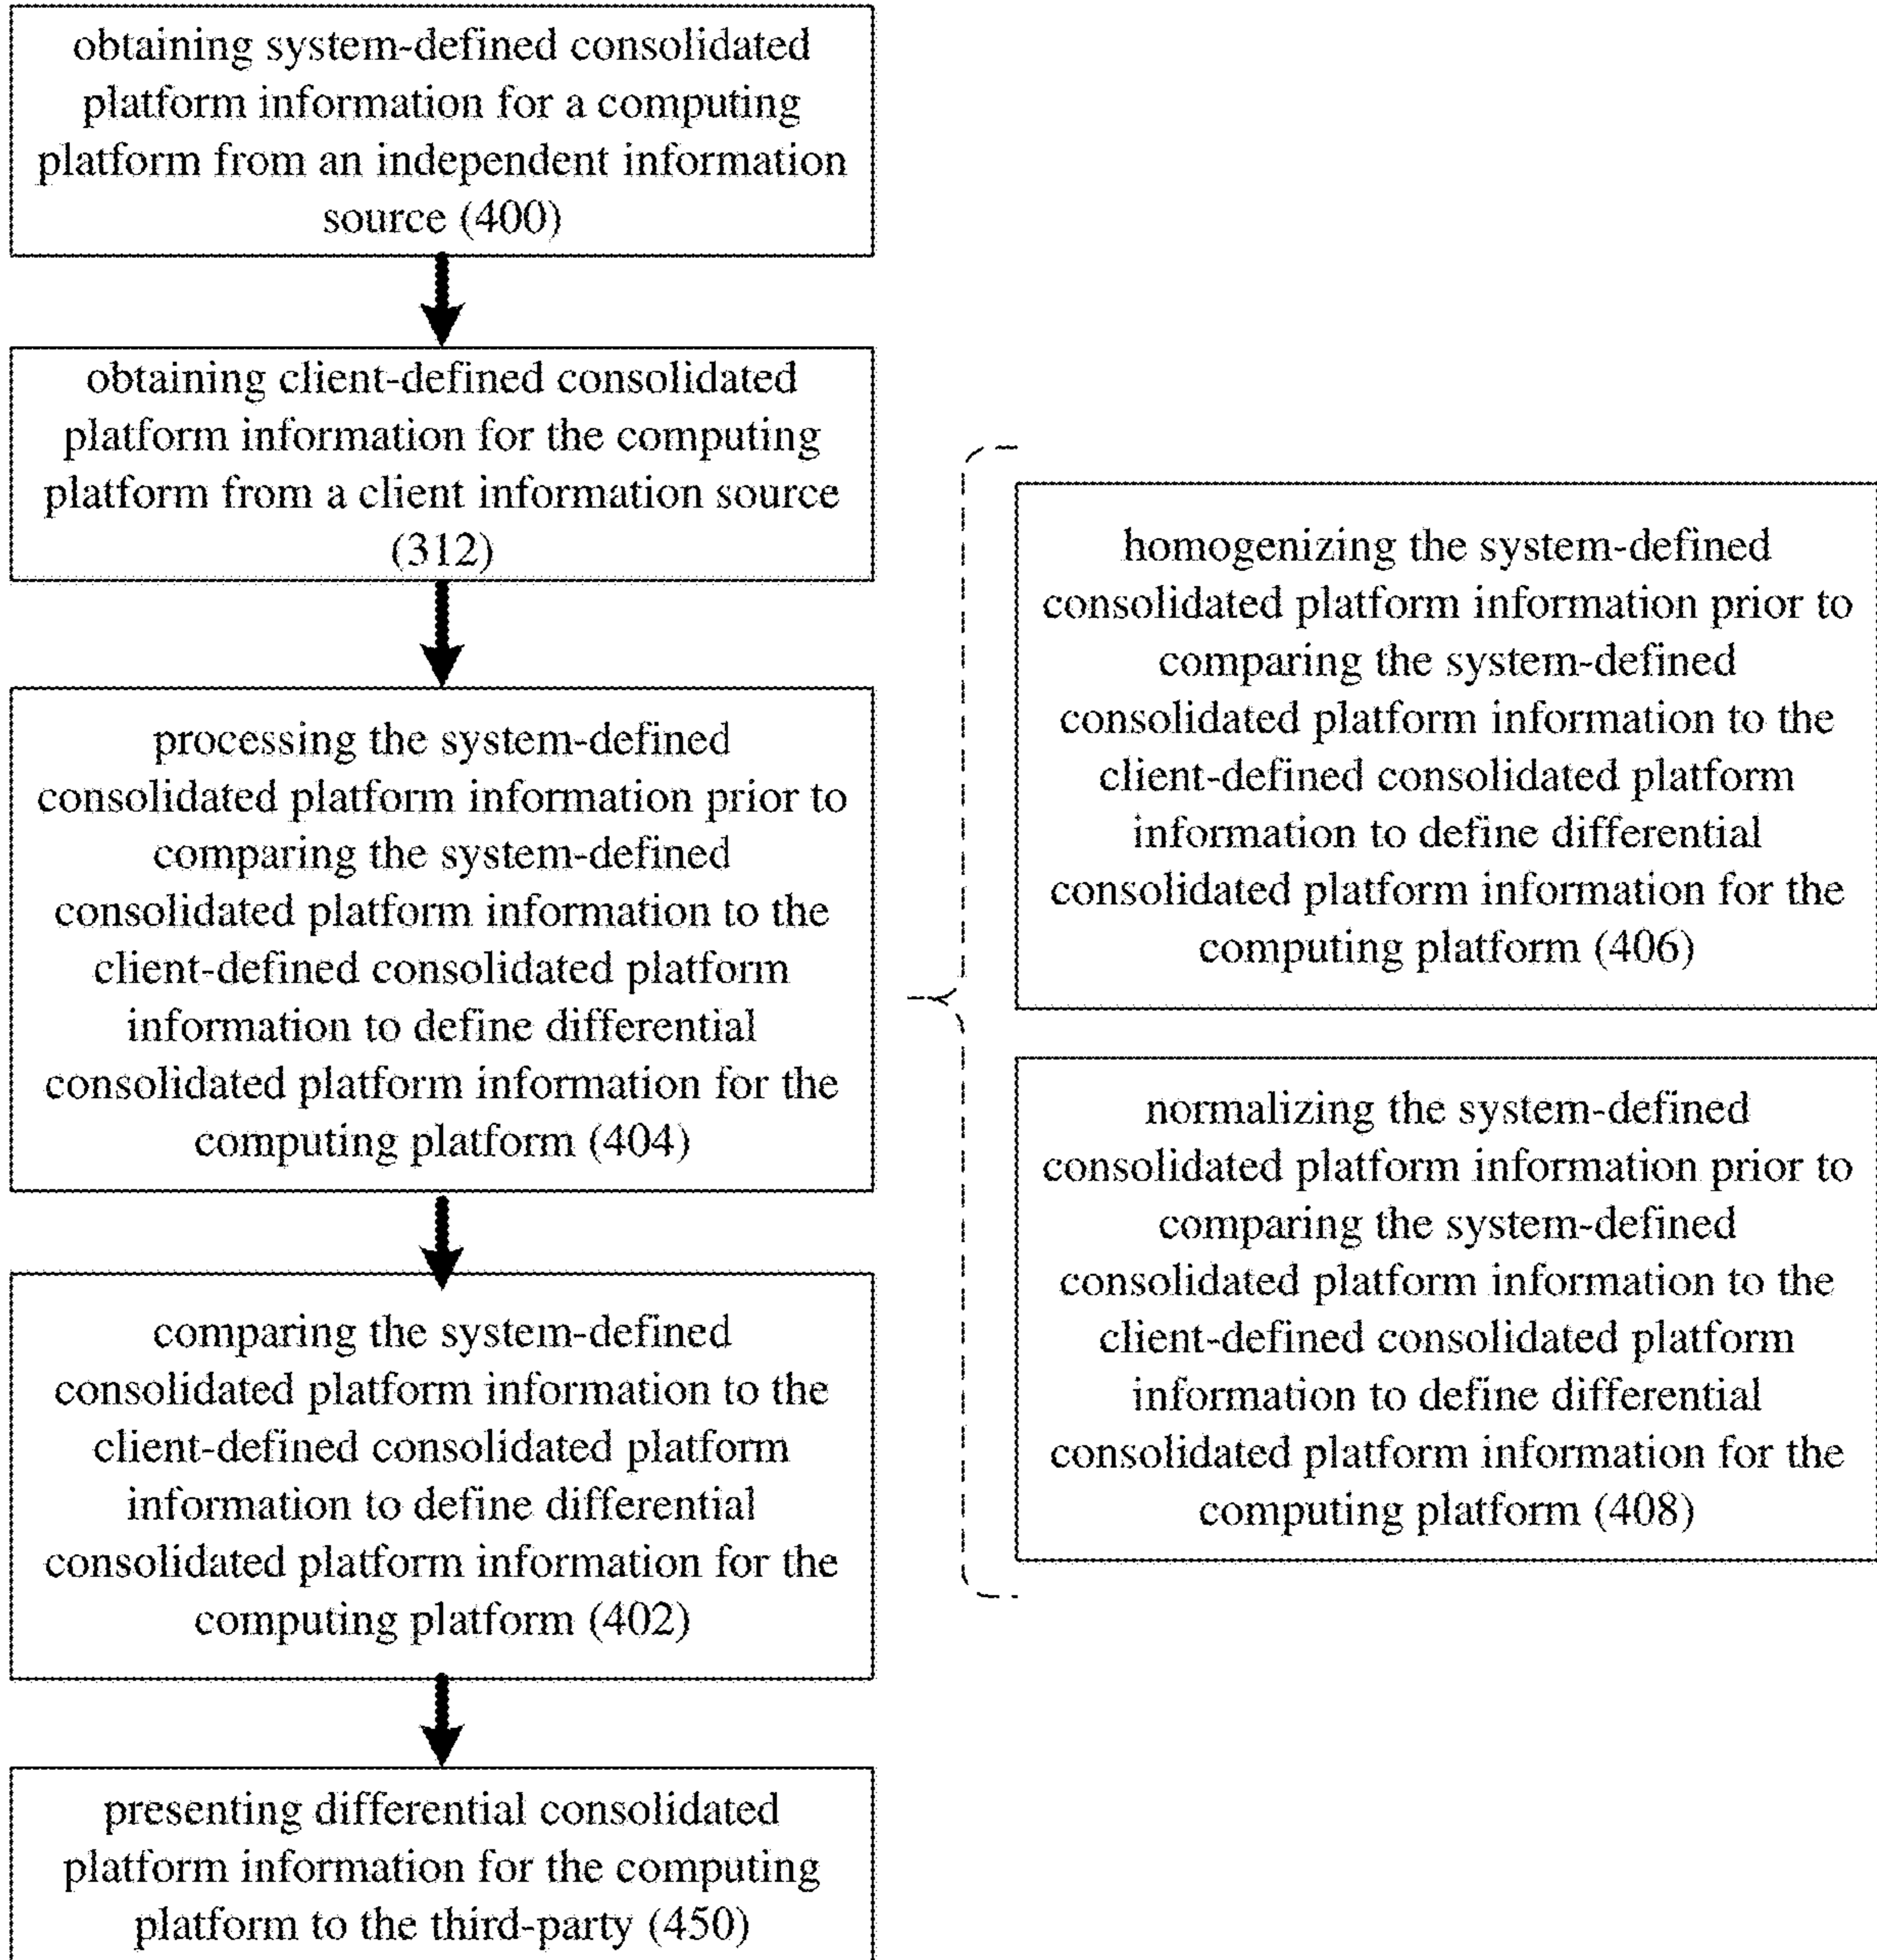 obtaining system-defined consolidated
platform information for a computing
platform from an independent information
source (400)
obtaining client-defined consolidated
platform information for the computing
platform from a client information source
(312)
processing the system-defined
consolidated platform information prior to
comparing the system-defined
consolidated platform information to the
client-defined consolidated platform
information to define differential
consolidated platform information for the
computing platform (404)
homogenizing the system-defined
consolidated platform information prior to
comparing the system-defined
consolidated platform information to the
client-defined consolidated platform
information to define differential
consolidated platform information for the
computing platform (406)
normalizing the system-defined
consolidated platform information prior to
comparing the system-defined
consolidated platform information to the
client-defined consolidated platform
information to define differential
consolidated platform information for the
computing platform (408)
comparing the system-defined
consolidated platform information to the
client-defined consolidated platform
information to define differential
consolidated platform information for the
computing platform (402)
presenting differential consolidated
platform information for the computing
platform to the third-party (450)